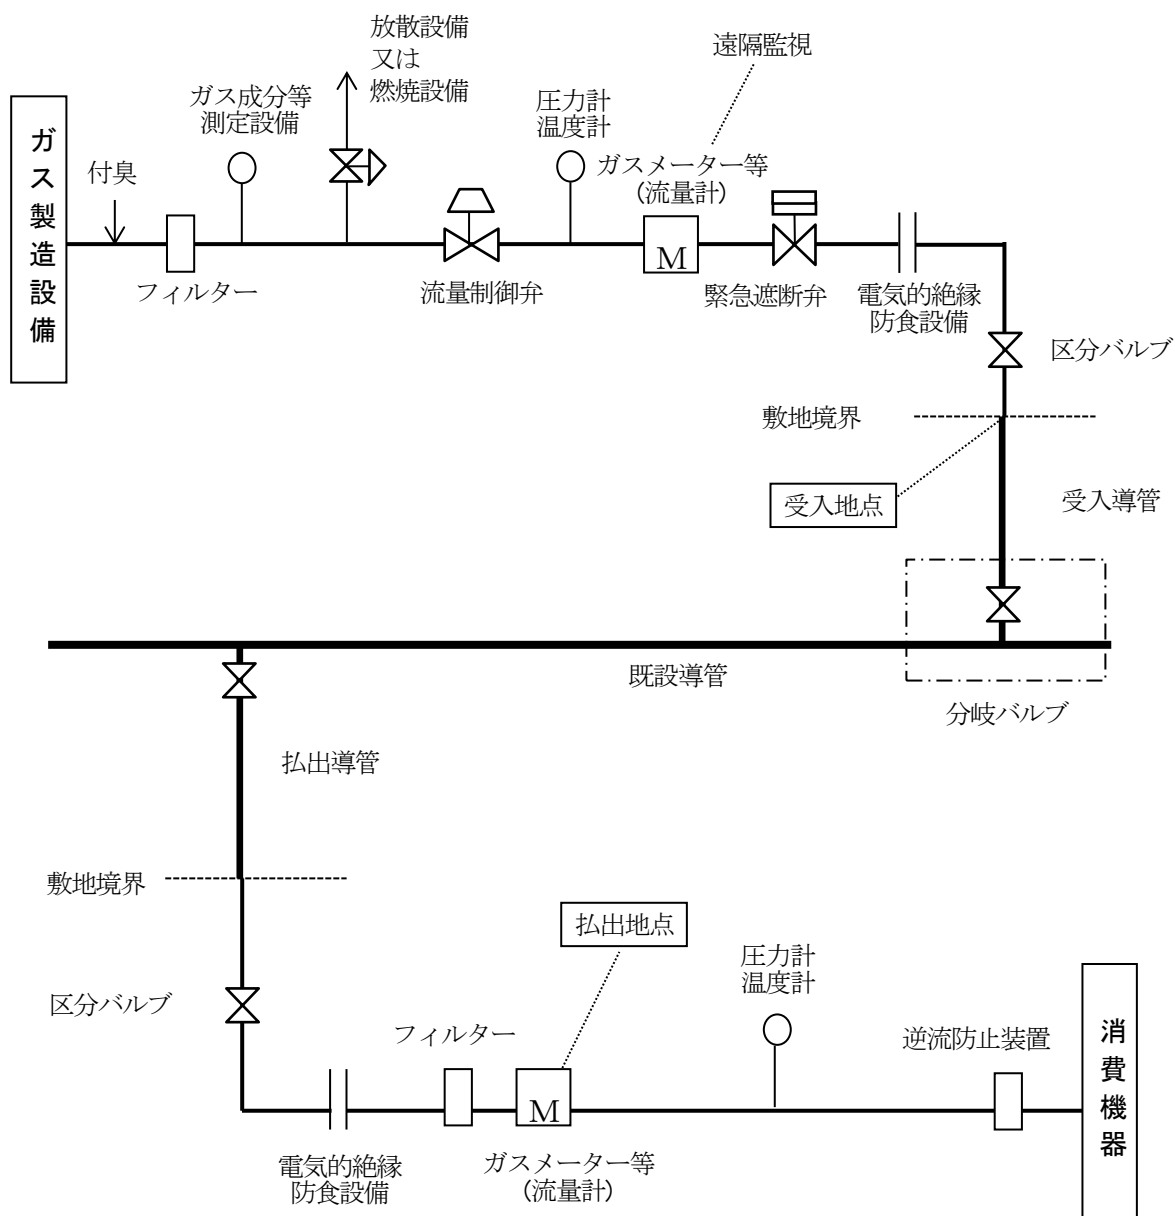 放散設備
又は
燃焼設備
遠隔監視
ガス成分等
測定設備
圧力計
温度計
ガス製造設備
付臭
ガスメーター等
(流量計)
M
フィルター
流量制御弁
緊急遮断弁
電気的絶縁
防食設備
区分バルブ
敷地境界
受入地点
受入導管
既設導管
分岐バルブ
払出導管
敷地境界
払出地点
圧力計
温度計
区分バルブ
フィルター
逆流防止装置
消費機器
M
電気的絶縁
防食設備
ガスメーター等
(流量計)